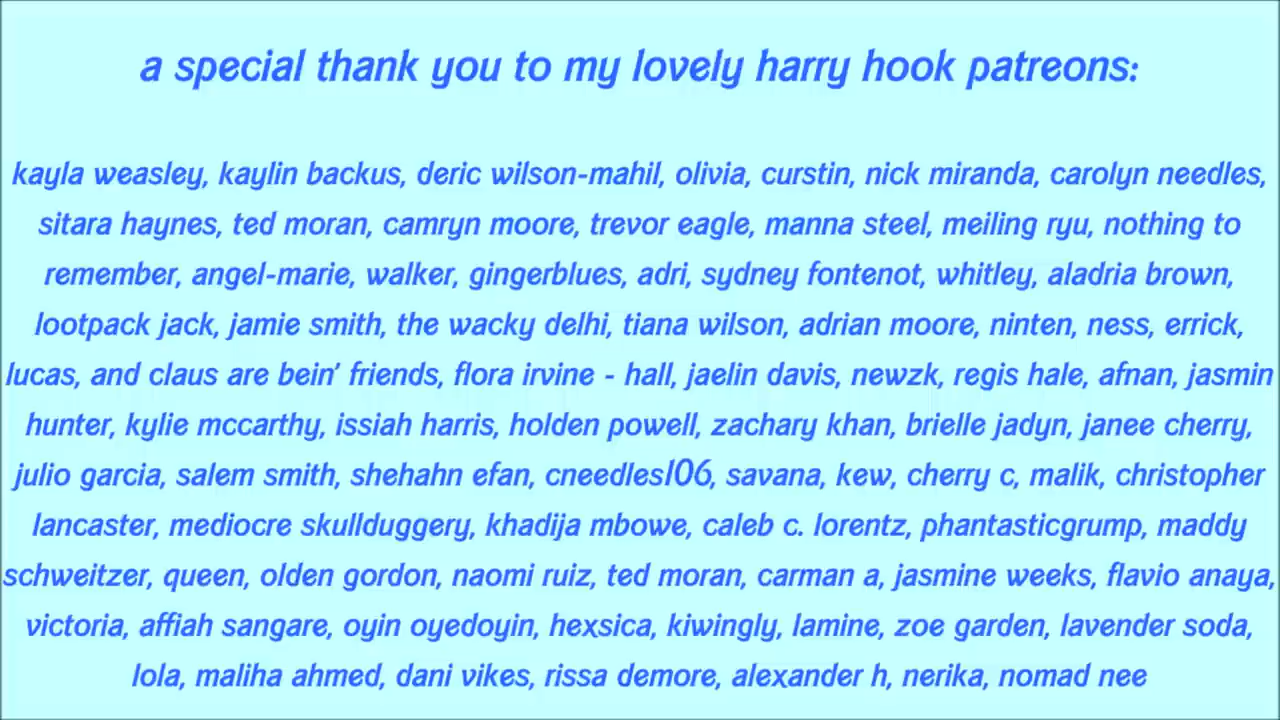 a special thank you to my lovely harry hook patreons:
kayla weasley, kaylin backus, deric wilson-mahil, olivia, curstin, nick miranda, carolyn needles,
sitara haynes, ted moran, camryn moore, trevor eagle, manna steel, meiling ryu, nothing to
remember, angel-marie, walker, gingerblues, adri, sydney fontenot, whitley, aladria brown,
lootpack jack, jamie smith, the wacky delhi, tiana wilson, adrian moore, ninten, ness, errick,
lucas, and claus are bein' friends, flora irvine - hall, jaelin davis, newzk, regis hale, afnan, jasmin
hunter, kylie mccarthy, issiah harris, holden powell, zachary khan, brielle jadyn, janee cherry,
julio garcia, salem smith, shehahn efan, cneedles106, savana, kew, cherry c, malik, christopher
lancaster, mediocre skullduggery, khadija mbowe, caleb c. lorentz, phantasticgrump, maddy
schweitzer, queen, olden gordon, naomi ruiz, ted moran, carman a, jasmine weeks, flavio anaya,
victoria, affiah sangare, oyin oyedoyin, hexsica, kiwingly, lamine, zoe garden, lavender soda,
lola, maliha ahmed, dani vikes, rissa demore, alexander h, nerika, nomad nee